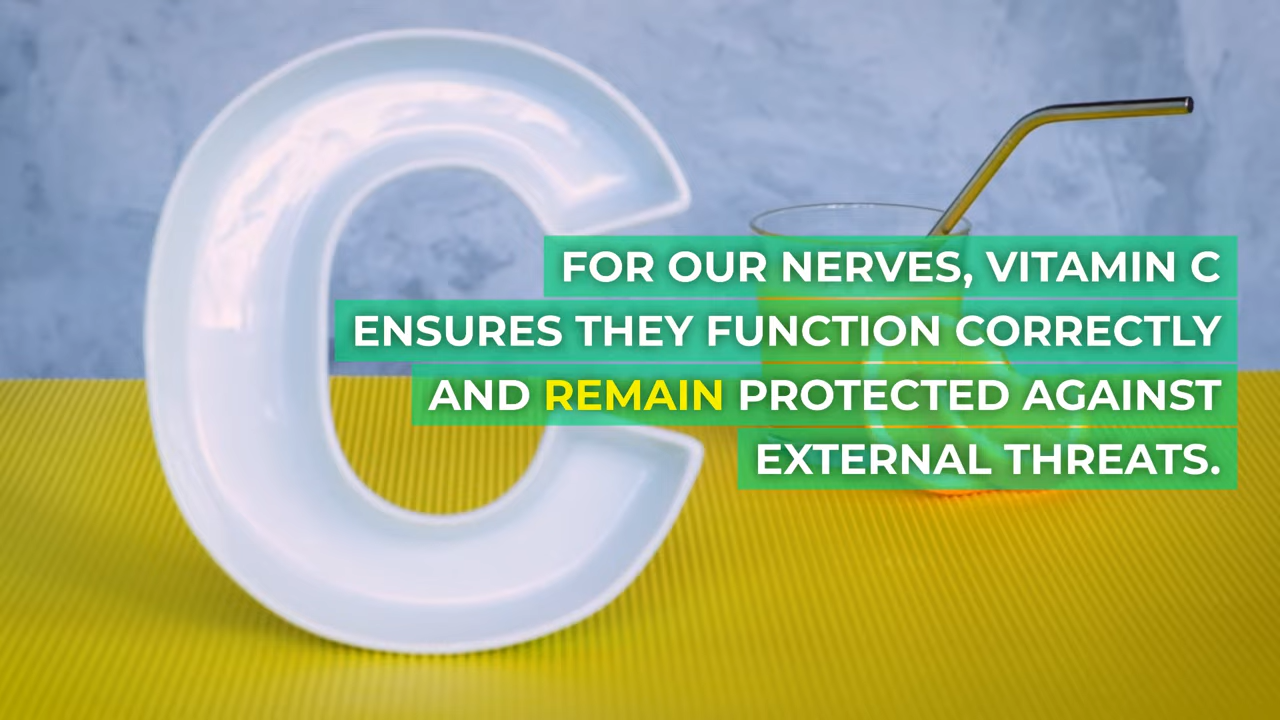 FOR OUR NERVES, VITAMIN C
ENSURES THEY FUNCTION CORRECTLY
AND REMAIN PROTECTED AGAINST
EXTERNAL THREATS.